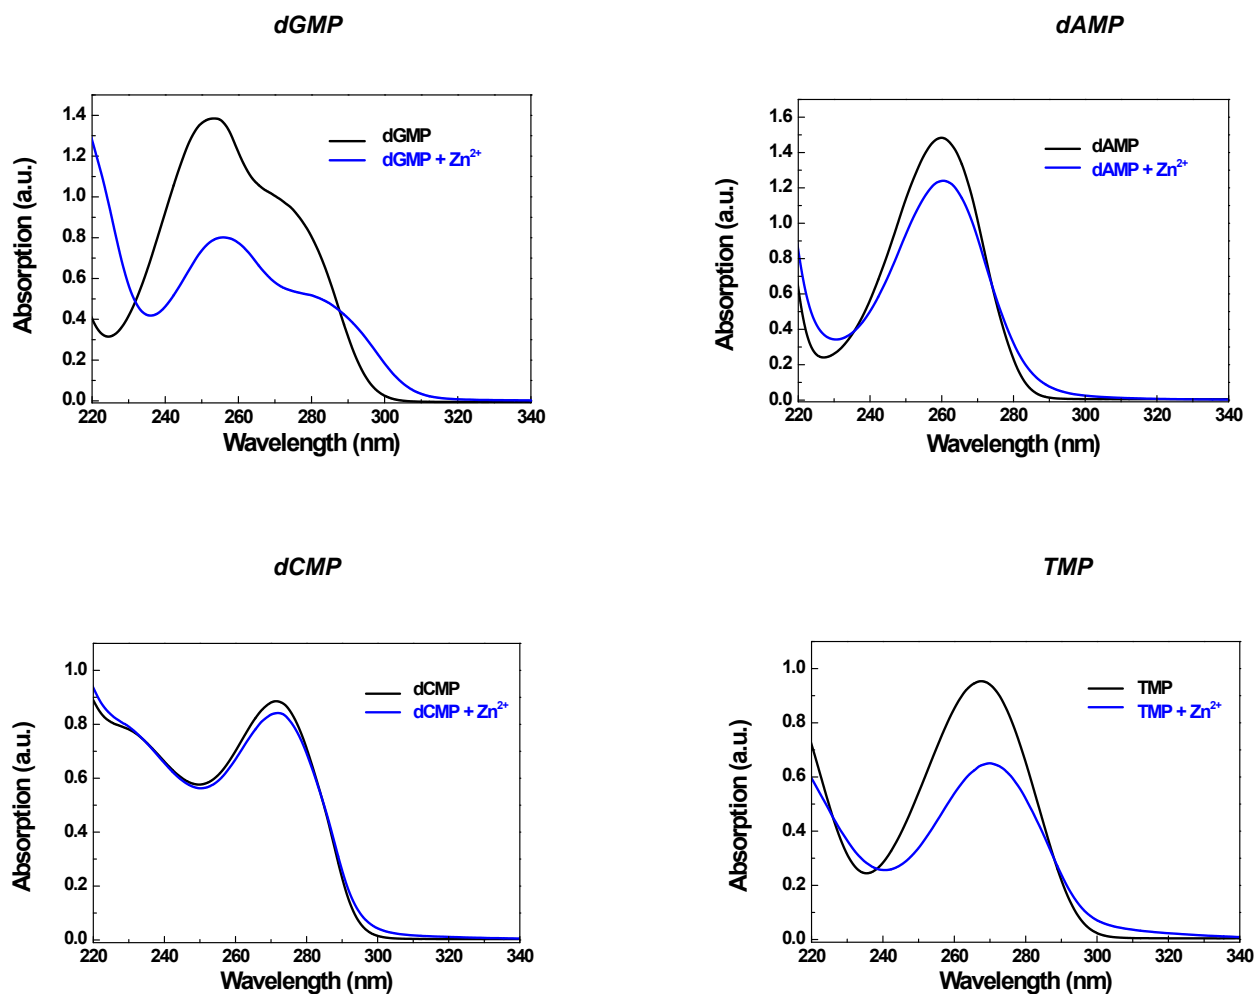 dGMP
dAMP
1.4
1.2
1.0
0.8
0.6
0.4
0.2
0.0
Absorption (a.u.)
dGMP
dGMP + Zn²⁺
220 240 260 280 300 320 340
Wavelength (nm)
1.6
1.4
1.2
1.0
0.8
0.6
0.4
0.2
0.0
Absorption (a.u.)
dAMP
dAMP + Zn²⁺
220 240 260 280 300 320 340
Wavelength (nm)
dCMP
TMP
1.0
0.8
0.6
0.4
0.2
0.0
Absorption (a.u.)
dCMP
dCMP + Zn²⁺
220 240 260 280 300 320 340
Wavelength (nm)
1.0
0.8
0.6
0.4
0.2
0.0
Absorption (a.u.)
TMP
TMP + Zn²⁺
220 240 260 280 300 320 340
Wavelength (nm)